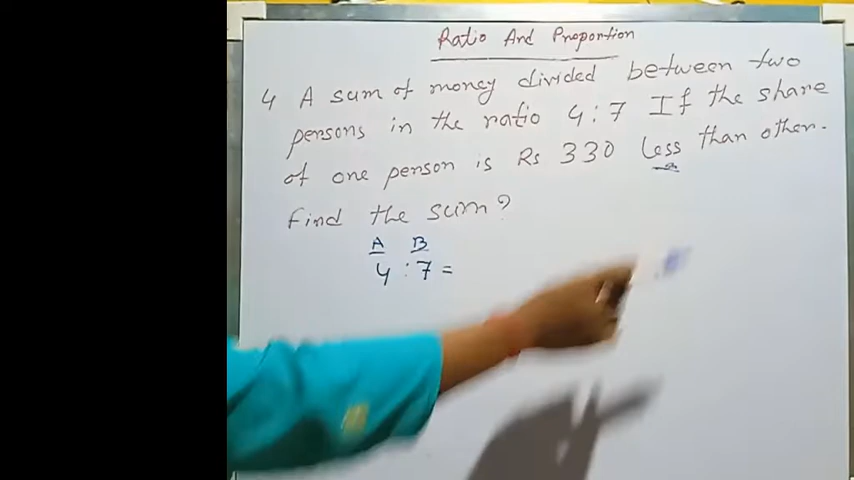 Ratio And Proportion
4 A sum of money divided between two
persons in the ratio 4:7 If the share
of one person is Rs 330 less than other.
find the sum?
A B
4 : 7 =